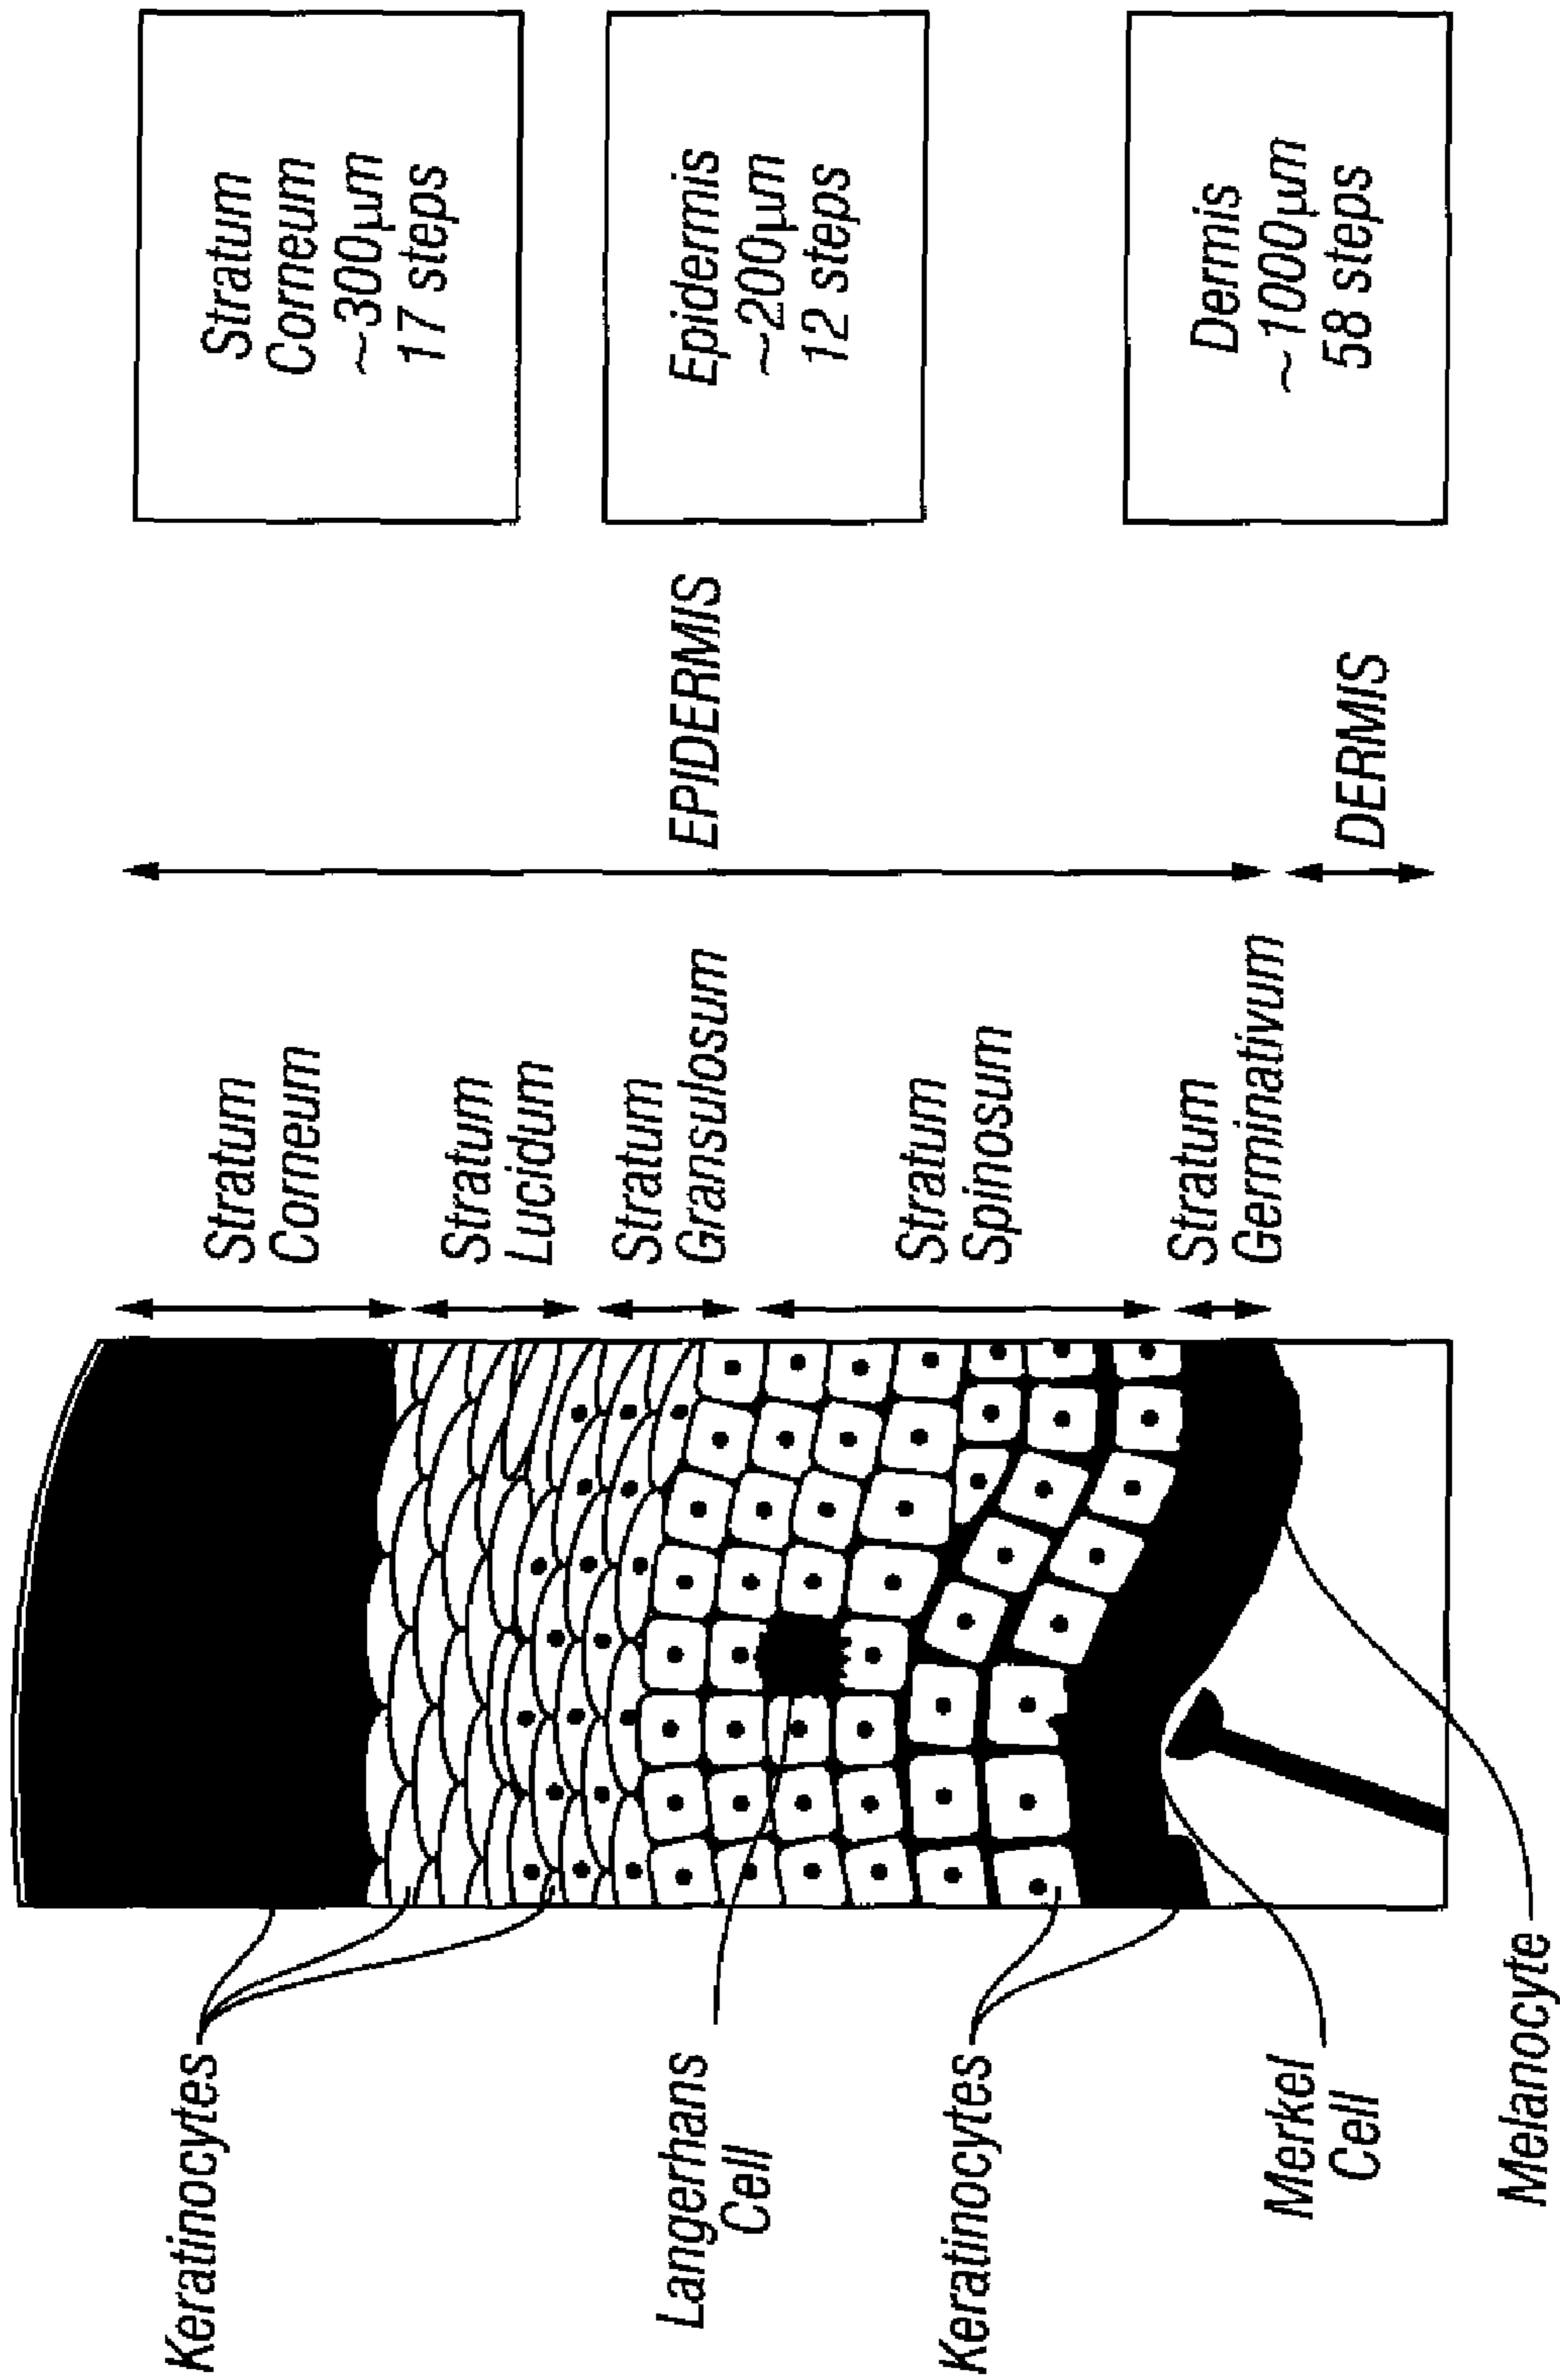 Keratinocytes
Langerhans
Cell
Keratinocytes
Merkel
Cell
Melanocyte
Stratum
Corneum
Stratum
Lucidum
Stratum
Gransulosum
Stratum
Spinosum
Stratum
Germinativum
EPIDERMIS
DERMIS
Stratum
Corneum
~300μm
17 steps
Epidermis
~200μm
12 steps
Dermis
~1000μm
58 steps